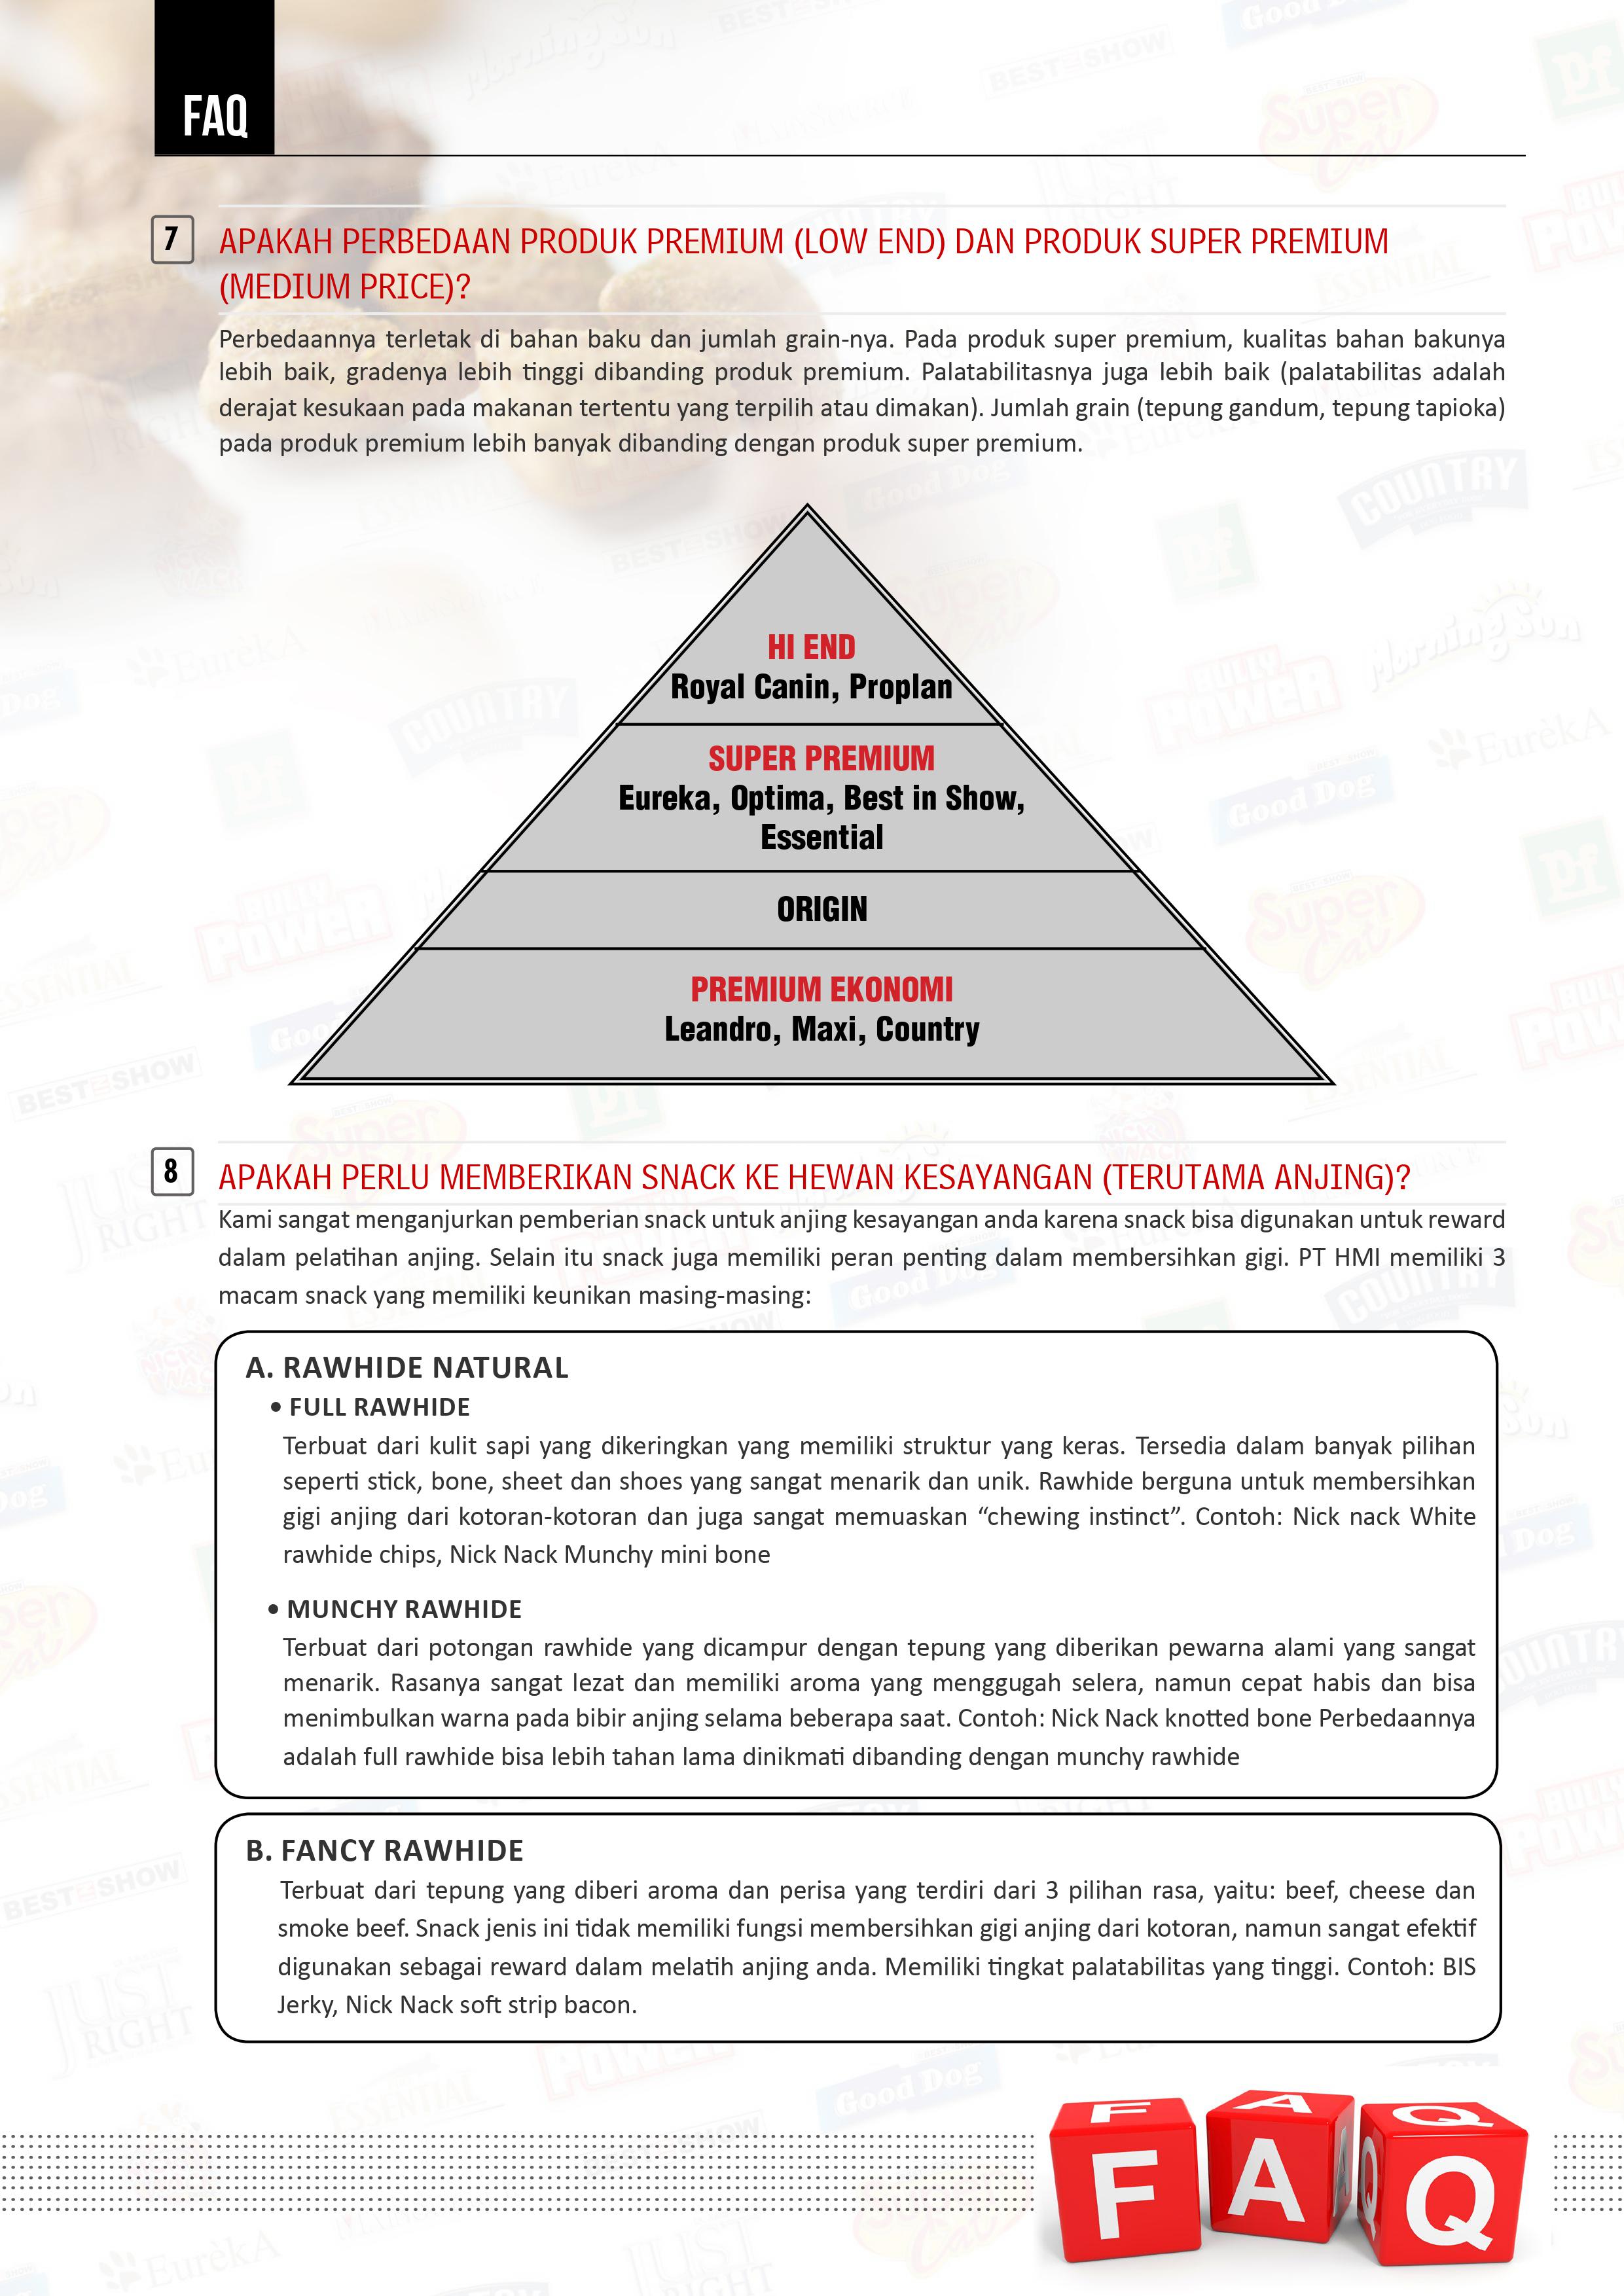 FAQ
7
APAKAH PERBEDAAN PRODUK PREMIUM (LOW END) DAN PRODUK SUPER PREMIUM
(MEDIUM PRICE)?
Perbedaannya terletak di bahan baku dan jumlah grain-nya. Pada produk super premium, kualitas bahan bakunya
lebih baik, gradenya lebih tinggi dibanding produk premium. Palatabilitasnya juga lebih baik (palatabilitas adalah
derajat kesukaan pada makanan tertentu yang terpilih atau dimakan). Jumlah grain (tepung gandum, tepung tapioka)
pada produk premium lebih banyak dibanding dengan produk super premium.
HI END
Royal Canin, Proplan
SUPER PREMIUM
Eureka, Optima, Best in Show,
Essential
ORIGIN
PREMIUM EKONOMI
Leandro, Maxi, Country
8
APAKAH PERLU MEMBERIKAN SNACK KE HEWAN KESAYANGAN (TERUTAMA ANJING)?
Kami sangat menganjurkan pemberian snack untuk anjing kesayangan anda karena snack bisa digunakan untuk reward
dalam pelatihan anjing. Selain itu snack juga memiliki peran penting dalam membersihkan gigi. PT HMI memiliki 3
macam snack yang memiliki keunikan masing-masing:
A. RAWHIDE NATURAL
• FULL RAWHIDE
Terbuat dari kulit sapi yang dikeringkan yang memiliki struktur yang keras. Tersedia dalam banyak pilihan
seperti stick, bone, sheet dan shoes yang sangat menarik dan unik. Rawhide berguna untuk membersihkan
gigi anjing dari kotoran-kotoran dan juga sangat memuaskan “chewing instinct”. Contoh: Nick nack White
rawhide chips, Nick Nack Munchy mini bone
• MUNCHY RAWHIDE
Terbuat dari potongan rawhide yang dicampur dengan tepung yang diberikan pewarna alami yang sangat
menarik. Rasanya sangat lezat dan memiliki aroma yang menggugah selera, namun cepat habis dan bisa
menimbulkan warna pada bibir anjing selama beberapa saat. Contoh: Nick Nack knotted bone Perbedaannya
adalah full rawhide bisa lebih tahan lama dinikmati dibanding dengan munchy rawhide
B. FANCY RAWHIDE
Terbuat dari tepung yang diberi aroma dan perisa yang terdiri dari 3 pilihan rasa, yaitu: beef, cheese dan
smoke beef. Snack jenis ini tidak memiliki fungsi membersihkan gigi anjing dari kotoran, namun sangat efektif
digunakan sebagai reward dalam melatih anjing anda. Memiliki tingkat palatabilitas yang tinggi. Contoh: BIS
Jerky, Nick Nack soft strip bacon.
F A Q